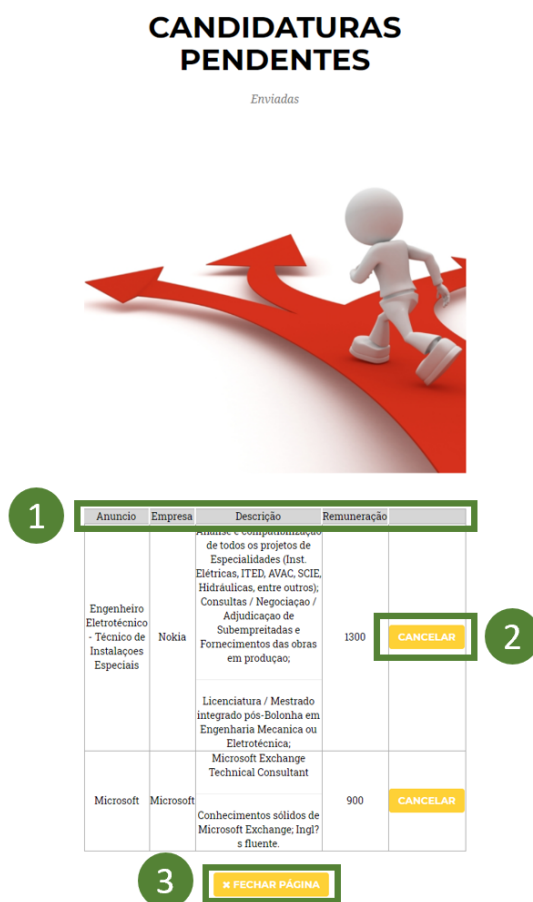 CANDIDATURAS
PENDENTES
Enviadas
1
Anuncio Empresa Descrição Remuneração
Análise e compatibilização
de todos os projetos de
Especialidades (Inst.
Elétricas, ITED, AVAC, SCIE,
Hidráulicas, entre outros);
Consultas / Negociaçao /
Adjudicaçao de
Subempreitadas e
Fornecimentos das obras
em produçao;
Licenciatura / Mestrado
integrado pós-Bolonha em
Engenharia Mecanica ou
Eletrotécnica;
Engenheiro
Eletrotécnico
- Técnico de
Instalaçoes
Especiais
Nokia
1300
CANCELAR
2
Microsoft
Microsoft
Microsoft Exchange
Technical Consultant
Conhecimentos sólidos de
Microsoft Exchange; Ingl?
s fluente.
900
CANCELAR
3
✖ FECHAR PÁGINA